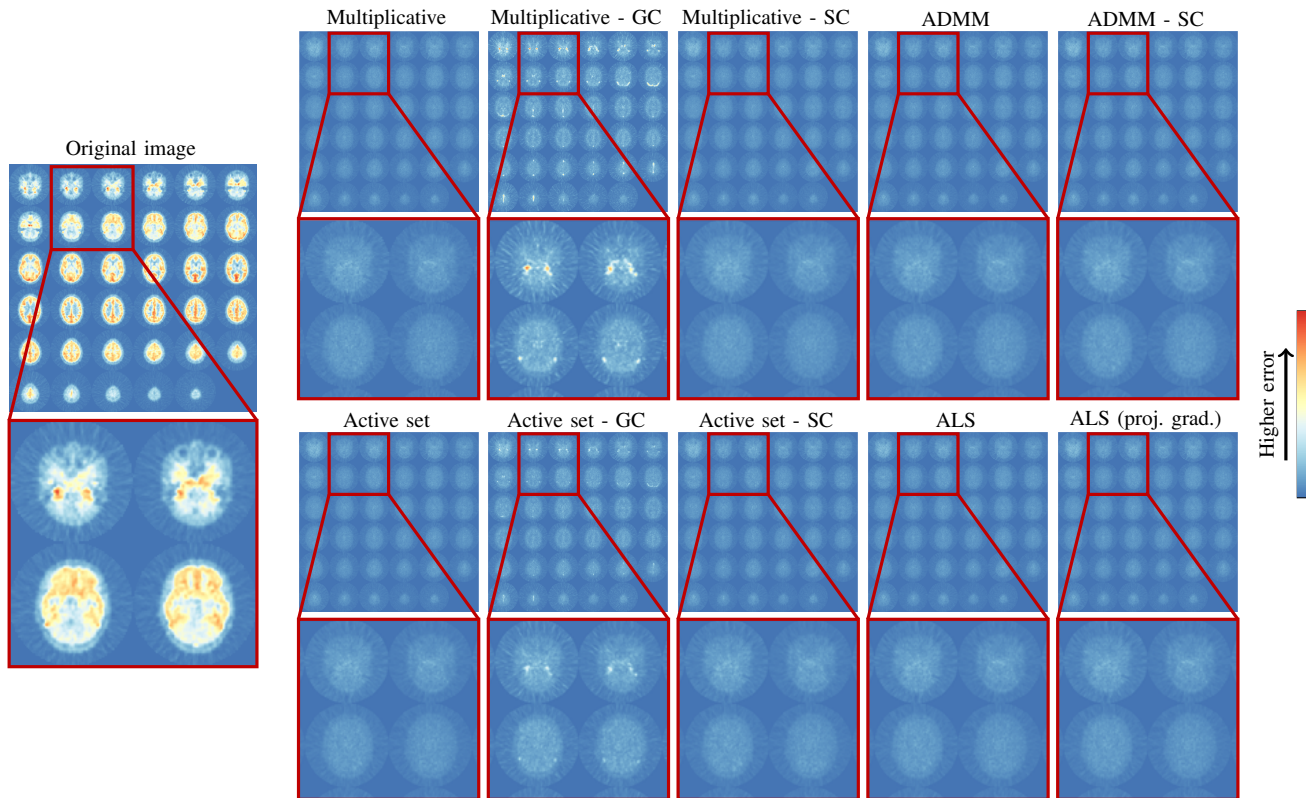 Multiplicative
Multiplicative - GC
Multiplicative - SC
ADMM
ADMM - SC
Original image
Active set
Active set - GC
Active set - SC
ALS
ALS (proj. grad.)
Higher error